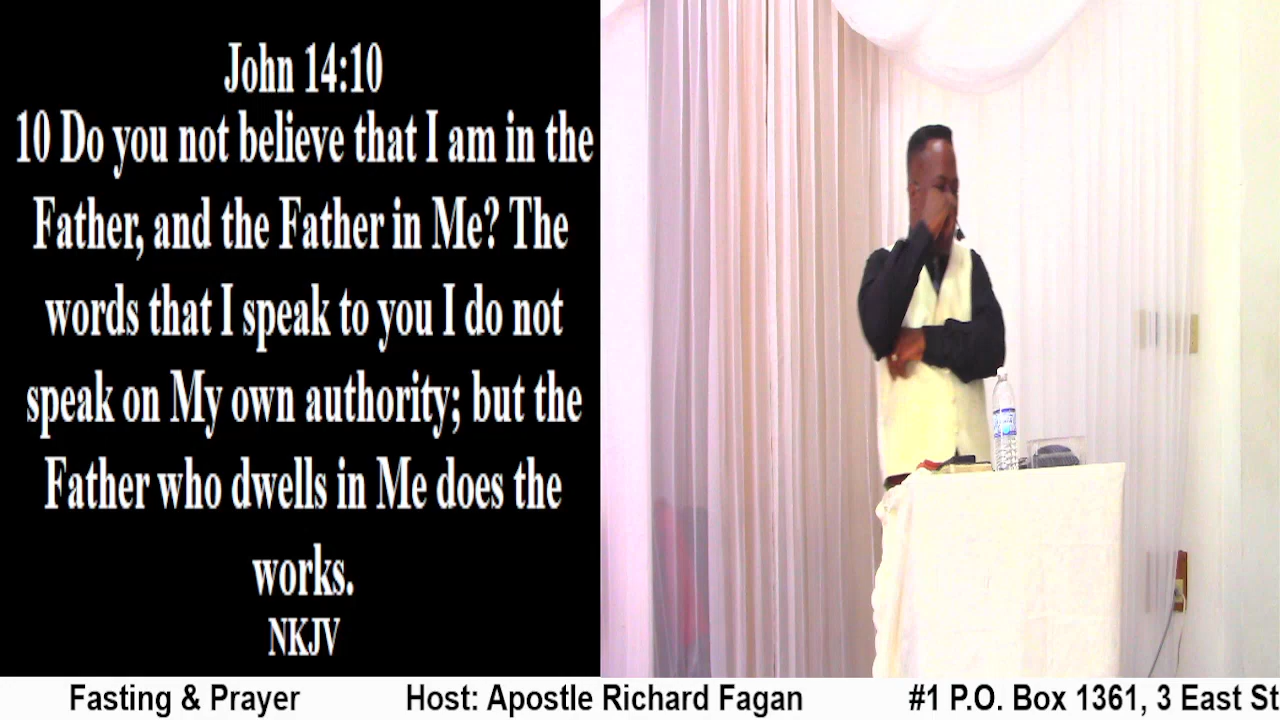 John 14:10
10 Do you not believe that I am in the
Father, and the Father in Me? The
words that I speak to you I do not
speak on My own authority; but the
Father who dwells in Me does the
works.
NKJV
Fasting & Prayer Host: Apostle Richard Fagan #1 P.O. Box 1361, 3 East St